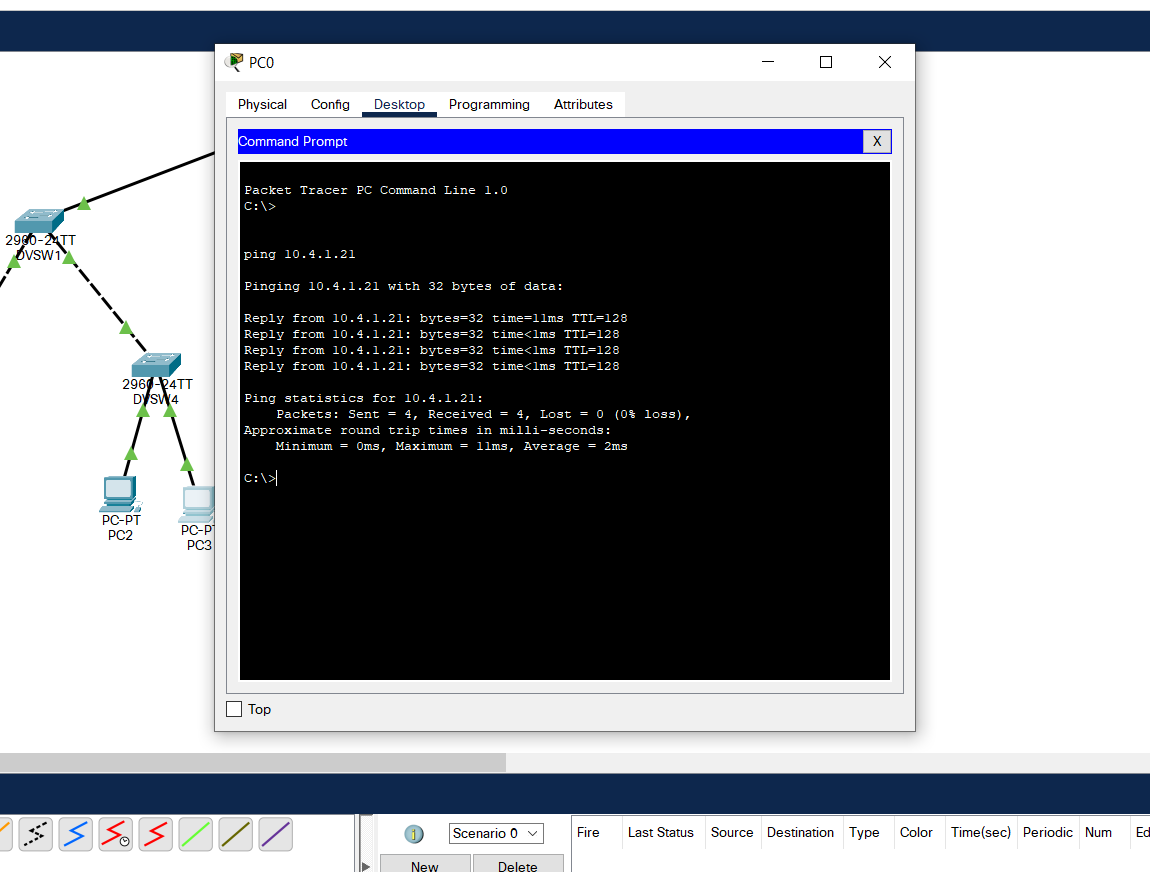 PC0
Physical Config Desktop Programming Attributes
Command Prompt X
Packet Tracer PC Command Line 1.0
C:\>
ping 10.4.1.21
Pinging 10.4.1.21 with 32 bytes of data:
Reply from 10.4.1.21: bytes=32 time=11ms TTL=128
Reply from 10.4.1.21: bytes=32 time<1ms TTL=128
Reply from 10.4.1.21: bytes=32 time<1ms TTL=128
Reply from 10.4.1.21: bytes=32 time<1ms TTL=128
Ping statistics for 10.4.1.21:
Packets: Sent = 4, Received = 4, Lost = 0 (0% loss),
Approximate round trip times in milli-seconds:
Minimum = 0ms, Maximum = 11ms, Average = 2ms
C:\>
Top
2960-24TT
DVSW1
2960-24TT
DVSW4
PC-PT
PC2
PC-PT
PC3
Scenario 0
New Delete
Fire Last Status Source Destination Type Color Time(sec) Periodic Num Ed